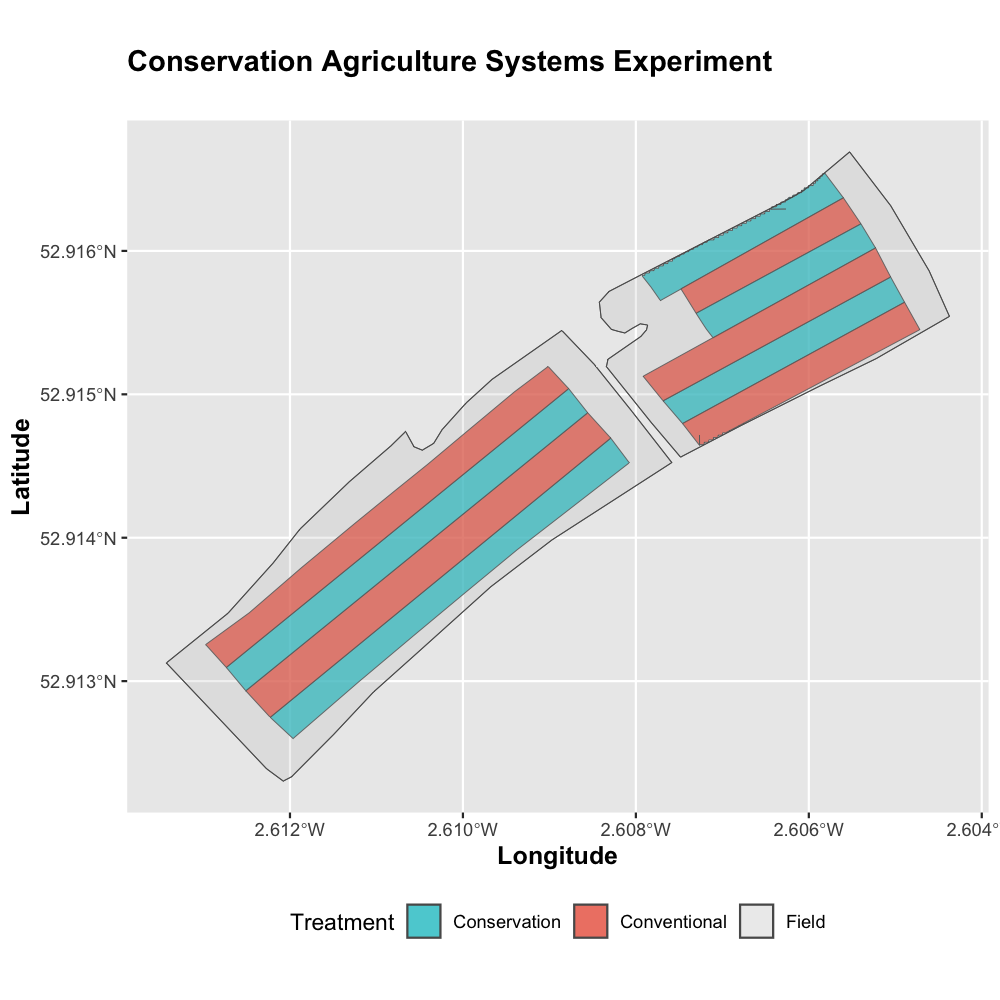 Conservation Agriculture Systems Experiment
Latitude
52.916°N
52.915°N
52.914°N
52.913°N
2.612°W 2.610°W 2.608°W 2.606°W 2.604°
Longitude
Treatment Conservation Conventional Field